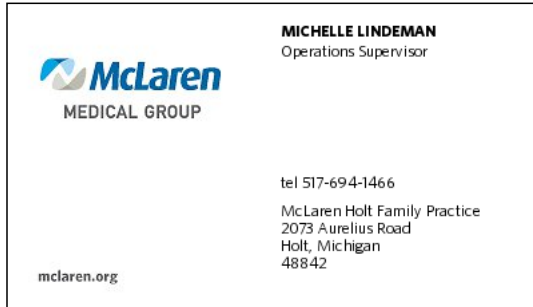 McLaren
MEDICAL GROUP
mclaren.org
MICHELLE LINDEMAN
Operations Supervisor
tel 517-694-1466
McLaren Holt Family Practice
2073 Aurelius Road
Holt, Michigan
48842